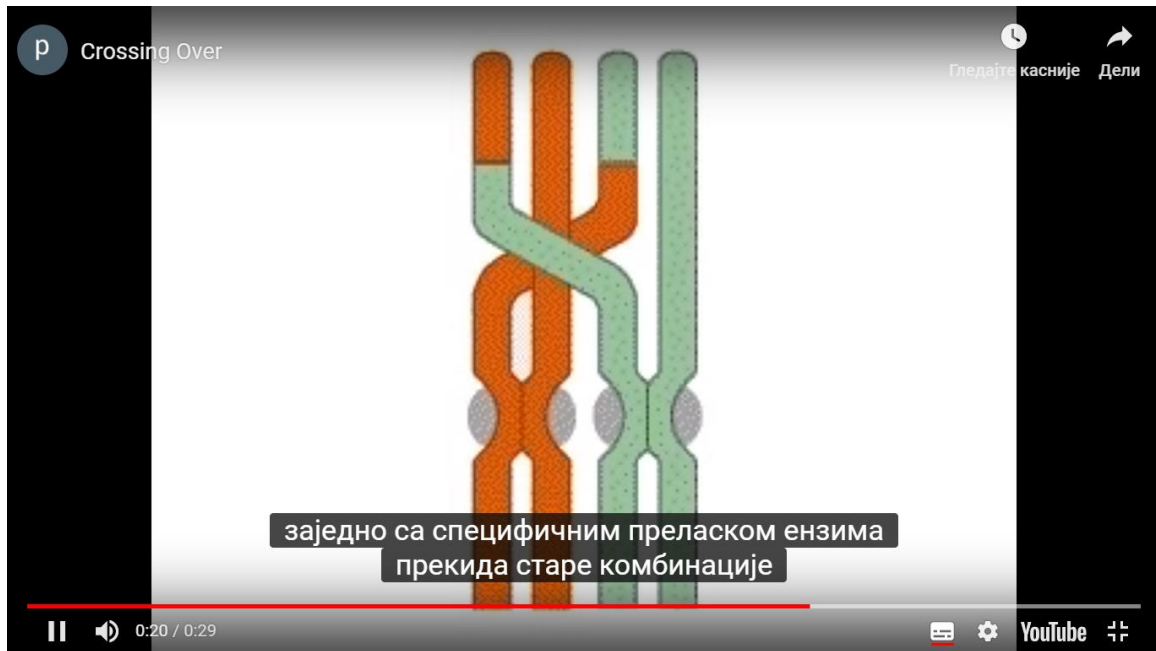 p
Crossing Over
Гледајте касније
Дели
заједно са специфичним преласком ензима
прекида старе комбинације
0:20 / 0:29
YouTube